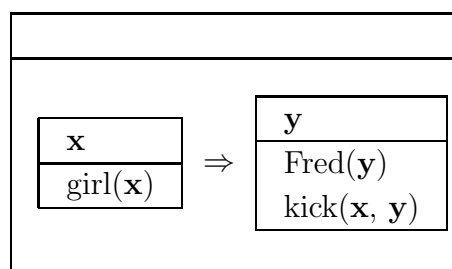 x
girl(x)
⇒
y
Fred(y)
kick(x, y)